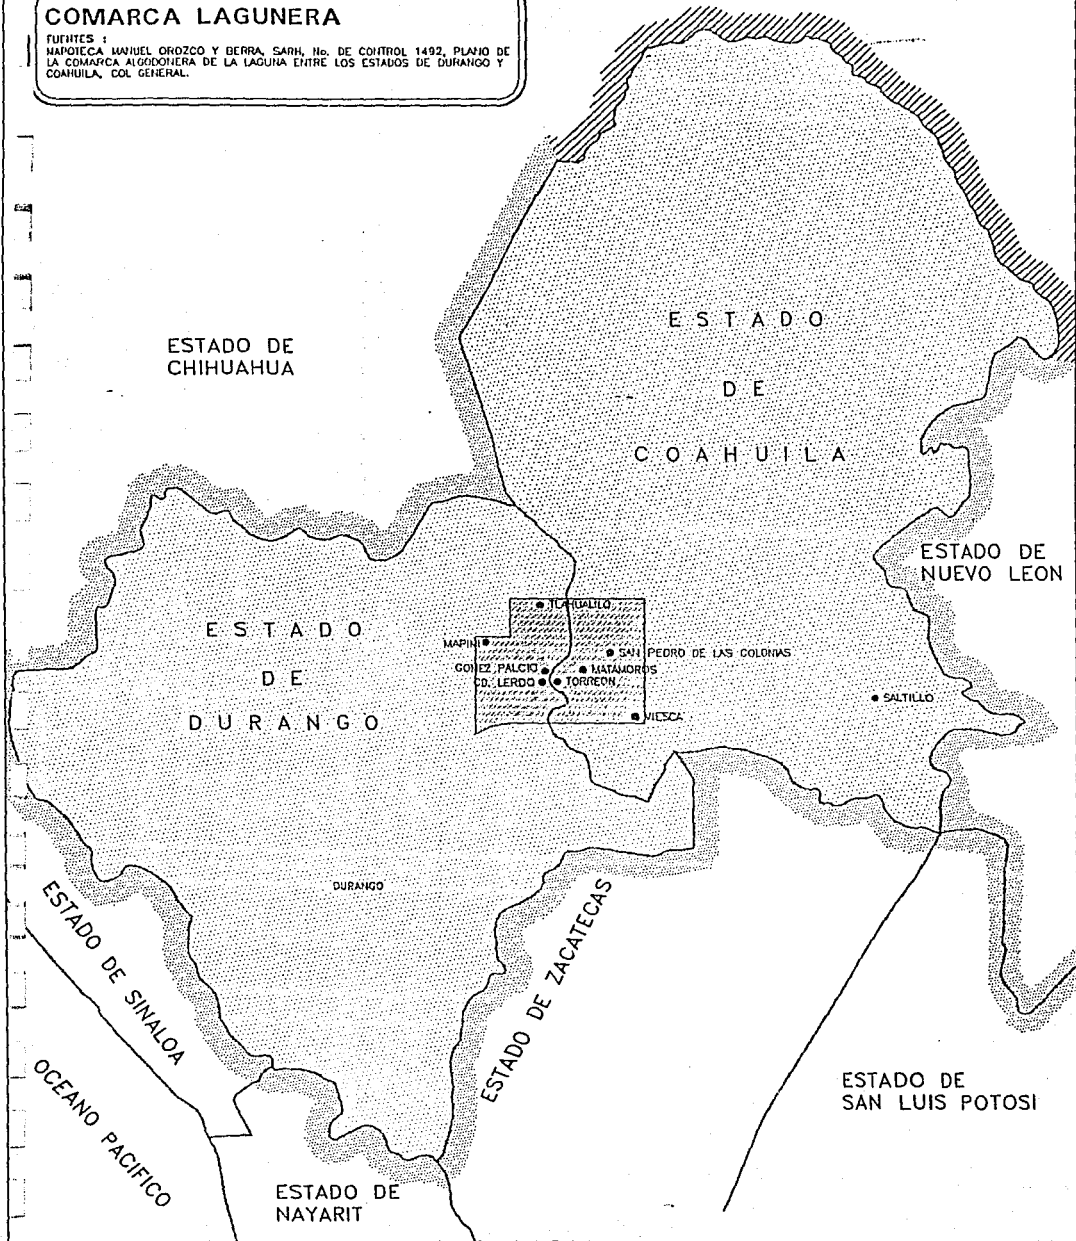 COMARCA LAGUNERA
FUENTES :
MAPOTECA MANUEL OROZCO Y BERRA, SARH, No. DE CONTROL 1492, PLANO DE
LA COMARCA ALGODONERA DE LA LAGUNA ENTRE LOS ESTADOS DE DURANGO Y
COAHUILA, COL GENERAL.
ESTADO
DE
COAHUILA
ESTADO DE
CHIHUAHUA
ESTADO DE
NUEVO LEON
ESTADO
DE
DURANGO
TLAHUALILO
MAPINI
SAN PEDRO DE LAS COLONIAS
GOMEZ PALCIO
MATAMOROS
CD. LERDO
TORREON
SALTILLO
VIESCA
DURANGO
ESTADO DE SINALOA
ESTADO DE ZACATECAS
OCEANO PACIFICO
ESTADO DE
SAN LUIS POTOSI
ESTADO DE
NAYARIT